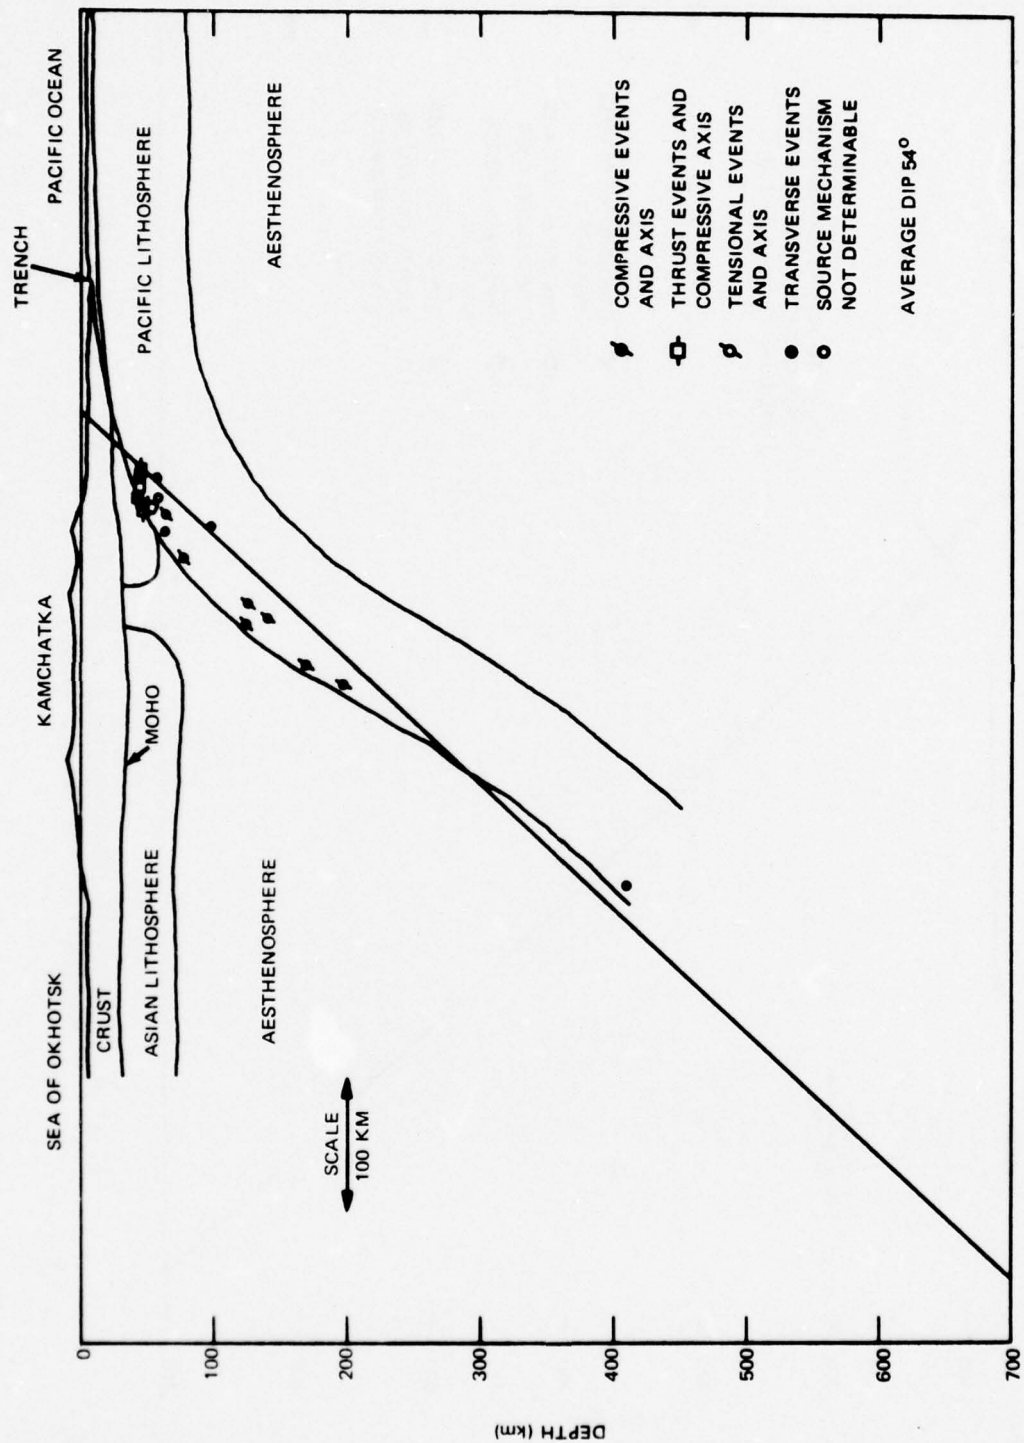 SEA OF OKHOTSK
KAMCHATKA
TRENCH
PACIFIC OCEAN
CRUST
MOHO
ASIAN LITHOSPHERE
PACIFIC LITHOSPHERE
AESTHENOSPHERE
AESTHENOSPHERE
SCALE
100 KM
DEPTH (km)
0
100
200
300
400
500
600
700
COMPRESSIVE EVENTS
AND AXIS
THRUST EVENTS AND
COMPRESSIVE AXIS
TENSIONAL EVENTS
AND AXIS
TRANSVERSE EVENTS
SOURCE MECHANISM
NOT DETERMINABLE
AVERAGE DIP 54°